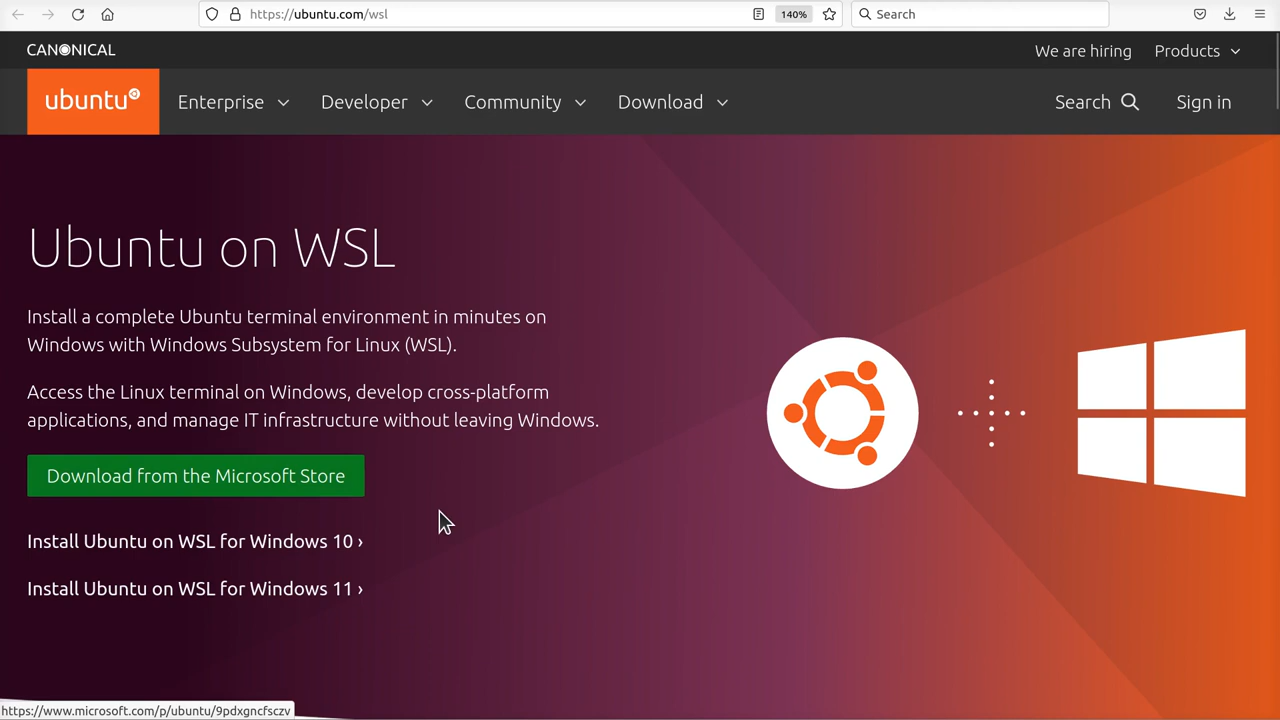 https://ubuntu.com/wsl
140%
Search
CANONICAL
We are hiring
Products
ubuntu
Enterprise
Developer
Community
Download
Search
Sign in
Ubuntu on WSL
Install a complete Ubuntu terminal environment in minutes on
Windows with Windows Subsystem for Linux (WSL).
Access the Linux terminal on Windows, develop cross-platform
applications, and manage IT infrastructure without leaving Windows.
Download from the Microsoft Store
Install Ubuntu on WSL for Windows 10 ›
Install Ubuntu on WSL for Windows 11 ›
https://www.microsoft.com/p/ubuntu/9pdxgncfsczv